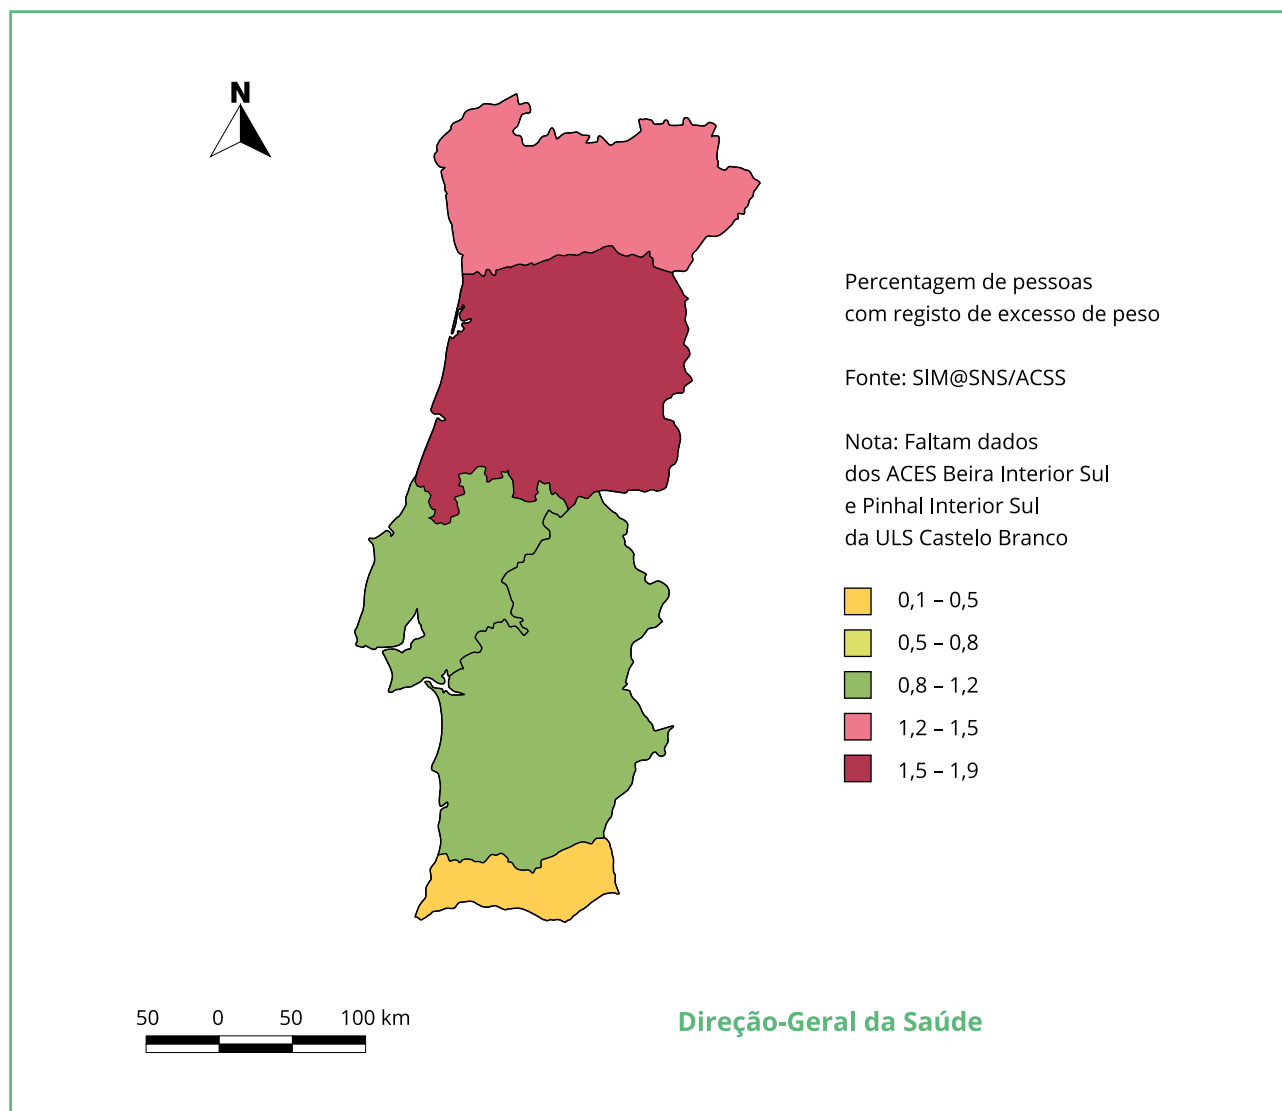 N
Percentagem de pessoas
com registo de excesso de peso
Fonte: SIM@SNS/ACSS
Nota: Faltam dados
dos ACES Beira Interior Sul
e Pinhal Interior Sul
da ULS Castelo Branco
0,1 – 0,5
0,5 – 0,8
0,8 – 1,2
1,2 – 1,5
1,5 – 1,9
50 0 50 100 km
Direção-Geral da Saúde